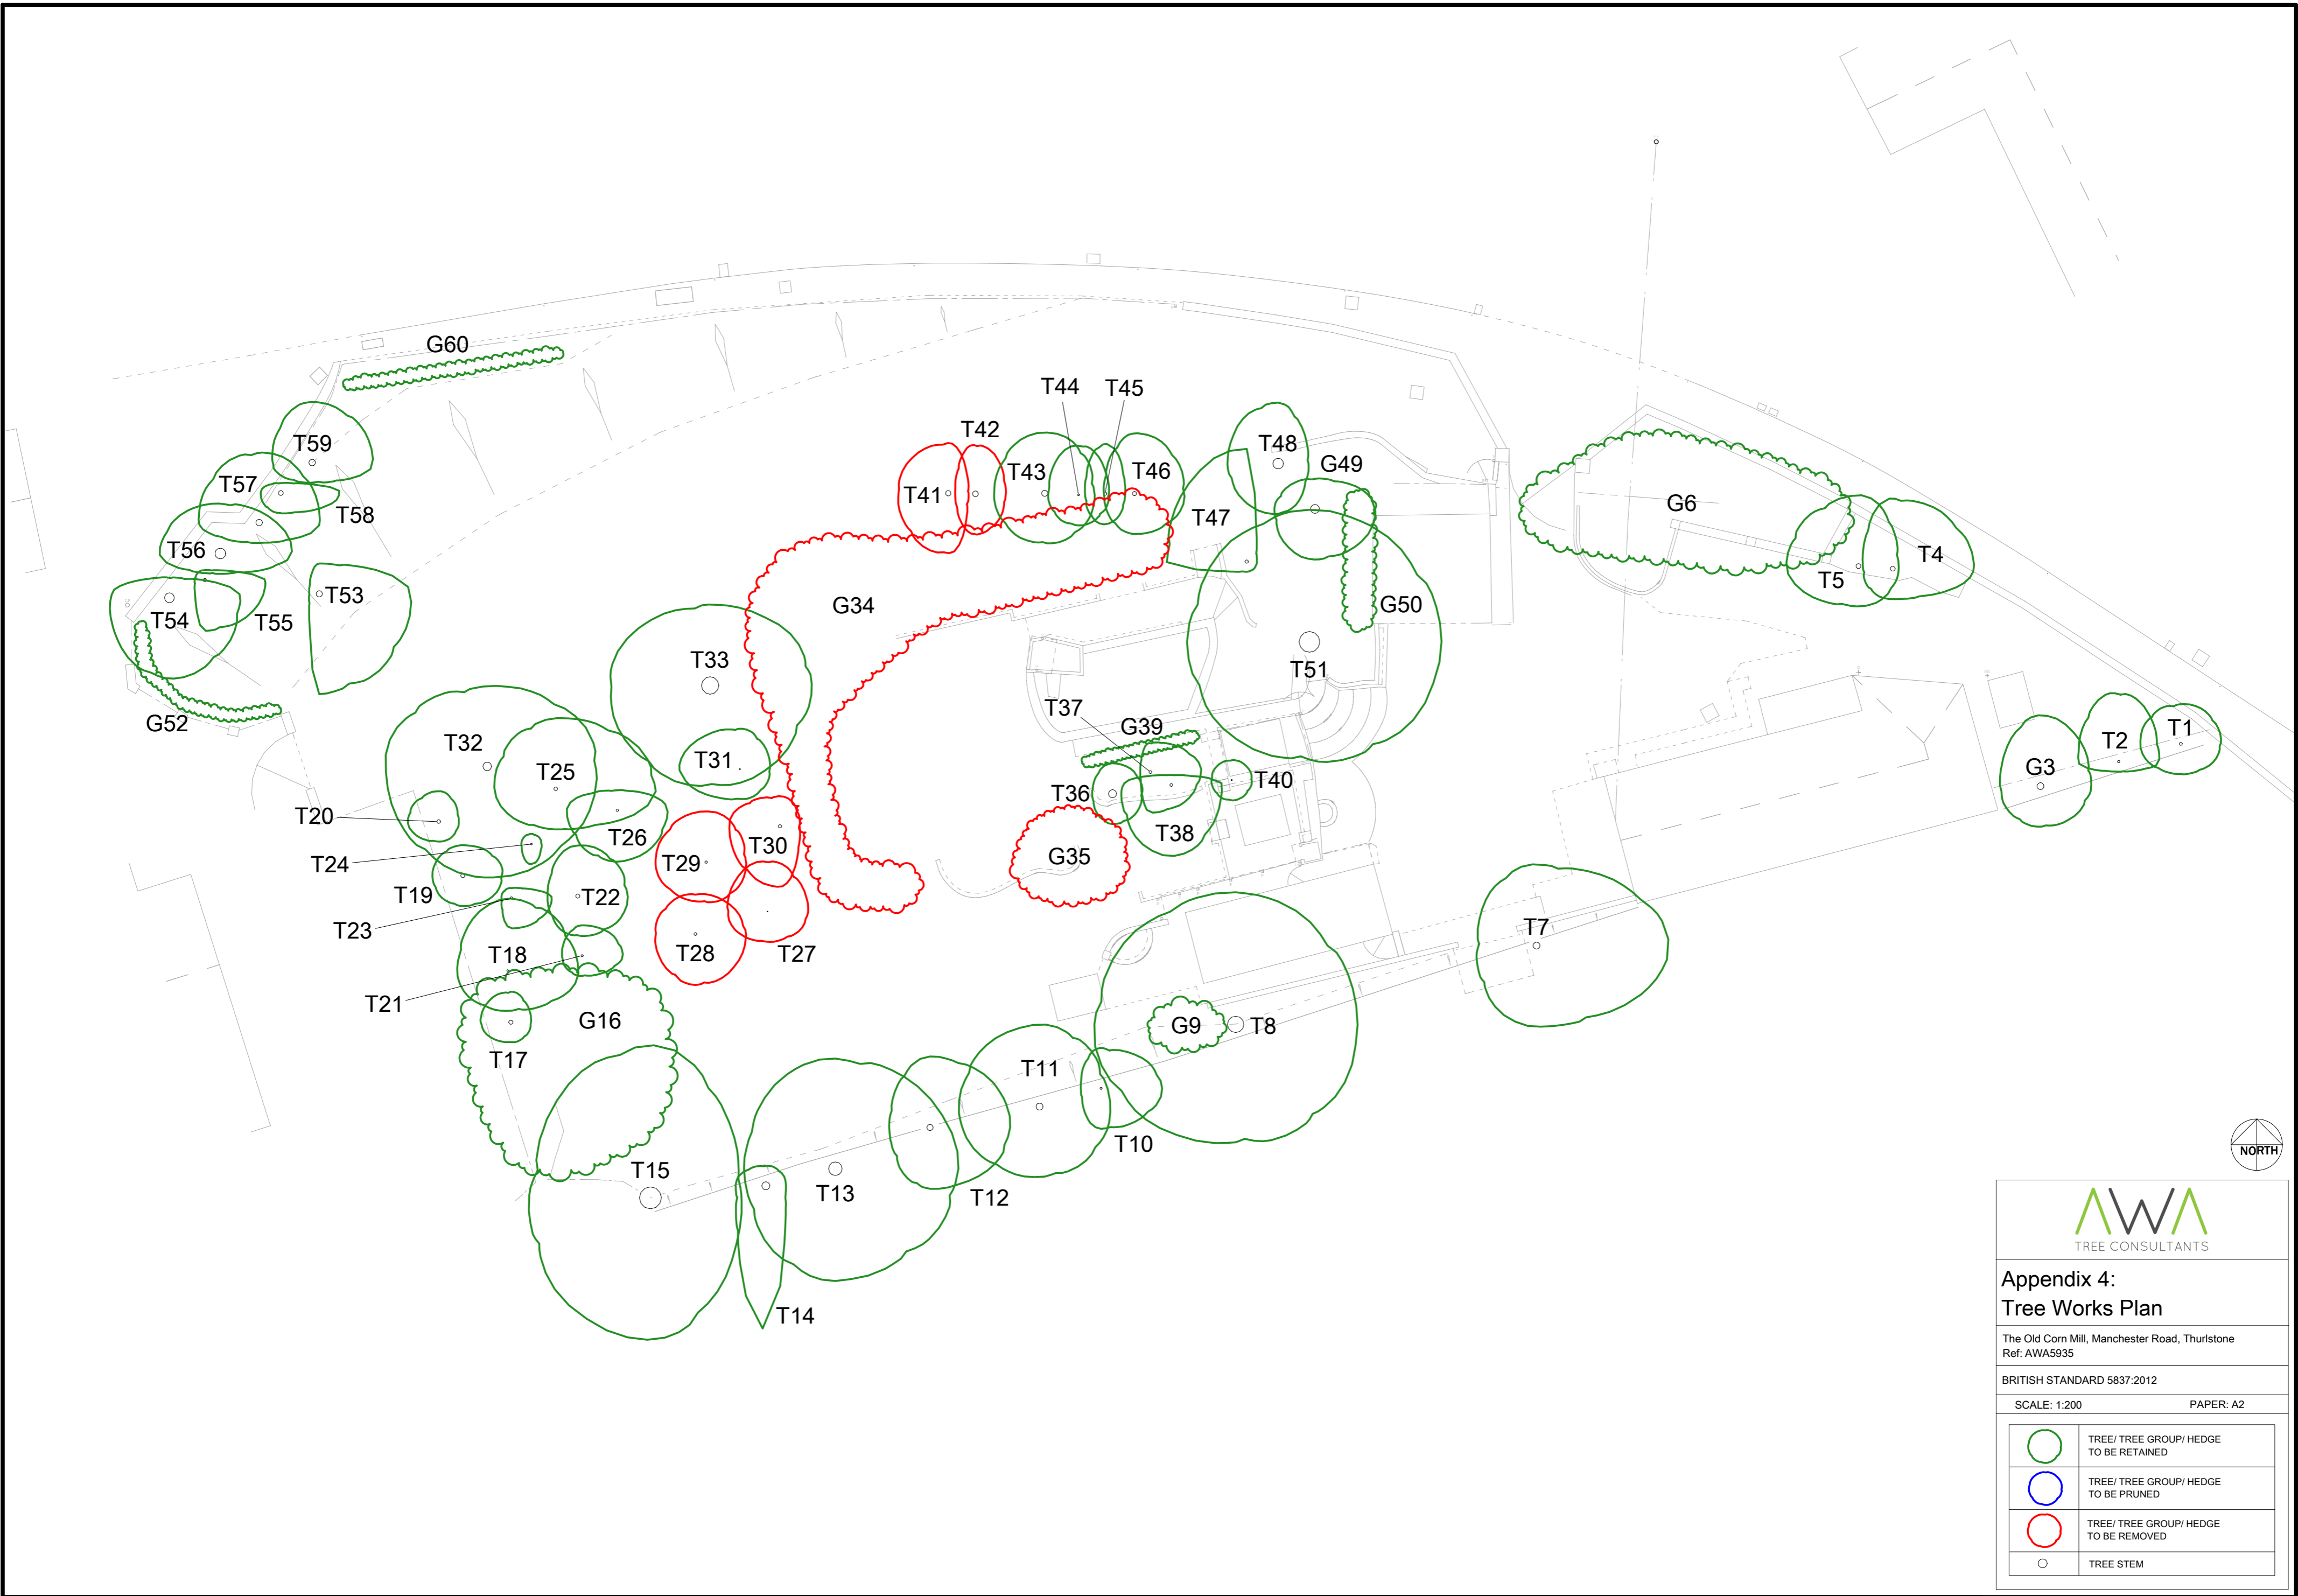 G60
T44
T45
T42
T59
T48
T43
T46
G49
T41
T57
T47
G6
T58
T56
T4
T5
T53
G34
G50
T54
T55
T33
T51
T37
G52
G39
T1
T32
T2
T31
T25
G3
T40
T36
T20
T26
T38
T30
G35
T24
T29
T19
T22
T7
T23
T18
T28
T27
T21
G16
G9
T8
T17
T11
T10
T15
T13
T12
T14
NORTH
AWA
TREE CONSULTANTS
Appendix 4:
Tree Works Plan
The Old Corn Mill, Manchester Road, Thurlstone
Ref: AWA5935
BRITISH STANDARD 5837:2012
SCALE: 1:200 PAPER: A2
TREE/ TREE GROUP/ HEDGE
TO BE RETAINED
TREE/ TREE GROUP/ HEDGE
TO BE PRUNED
TREE/ TREE GROUP/ HEDGE
TO BE REMOVED
TREE STEM